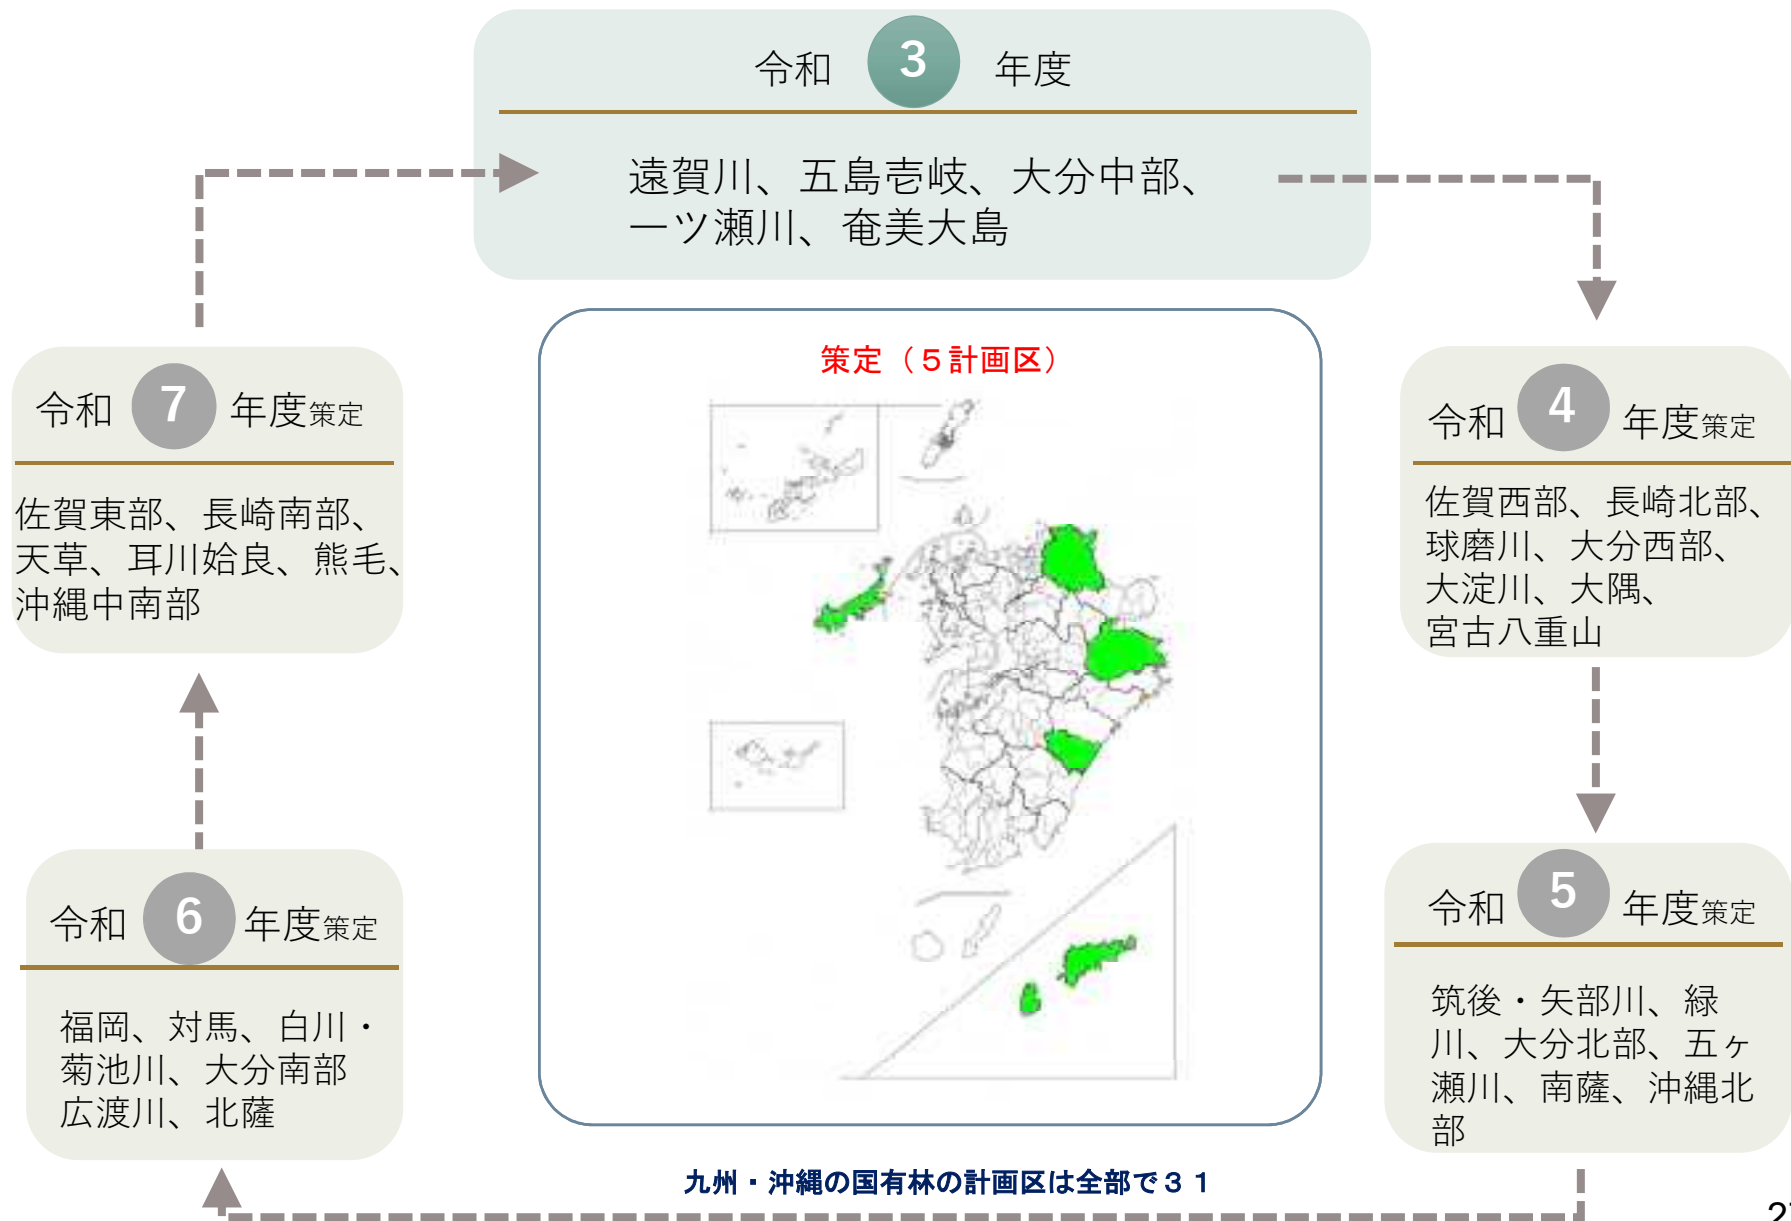 令和 3 年度
遠賀川、五島壱岐、大分中部、
一ツ瀬川、奄美大島
策定（５計画区）
令和 4 年度策定
佐賀西部、長崎北部、
球磨川、大分西部、
大淀川、大隅、
宮古八重山
令和 5 年度策定
筑後・矢部川、緑
川、大分北部、五ヶ
瀬川、南薩、沖縄北
部
令和 6 年度策定
福岡、対馬、白川・
菊池川、大分南部
広渡川、北薩
令和 7 年度策定
佐賀東部、長崎南部、
天草、耳川姶良、熊毛、
沖縄中南部
九州・沖縄の国有林の計画区は全部で３１